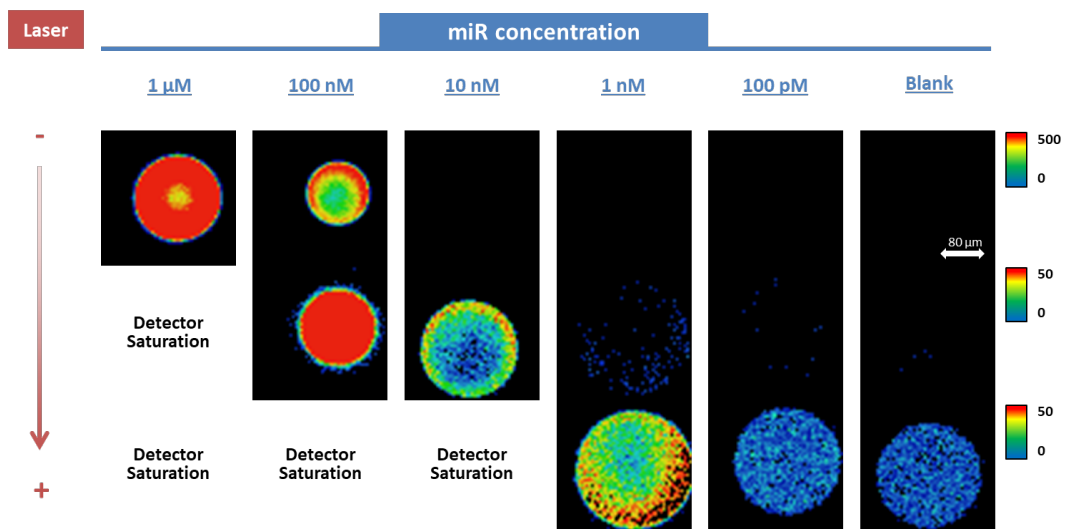 Laser
miR concentration
1 µM
100 nM
10 nM
1 nM
100 pM
Blank
-
500
0
80 µm
50
0
Detector
Saturation
50
0
Detector
Saturation
Detector
Saturation
Detector
Saturation
+